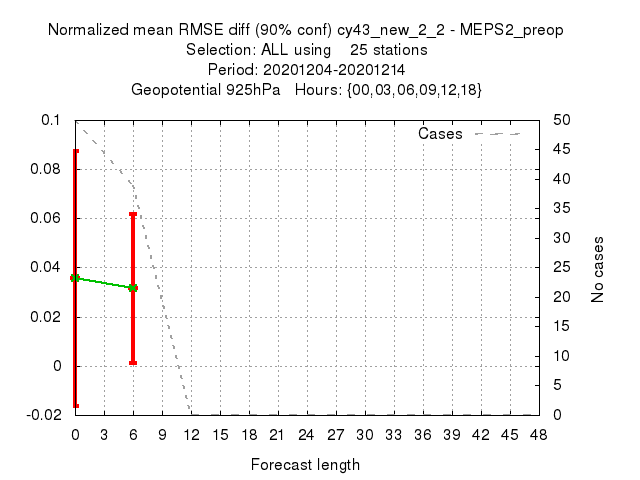 Normalized mean RMSE diff (90% conf) cy43_new_2_2 - MEPS2_preop
Selection: ALL using    25 stations
Period: 20201204-20201214
Geopotential 925hPa   Hours: {00,03,06,09,12,18}
0.1
0.08
0.06
0.04
0.02
0
-0.02
Cases
50
45
40
35
30
25
20
15
10
5
0
No cases
0 3 6 9 12 15 18 21 24 27 30 33 36 39 42 45 48
Forecast length